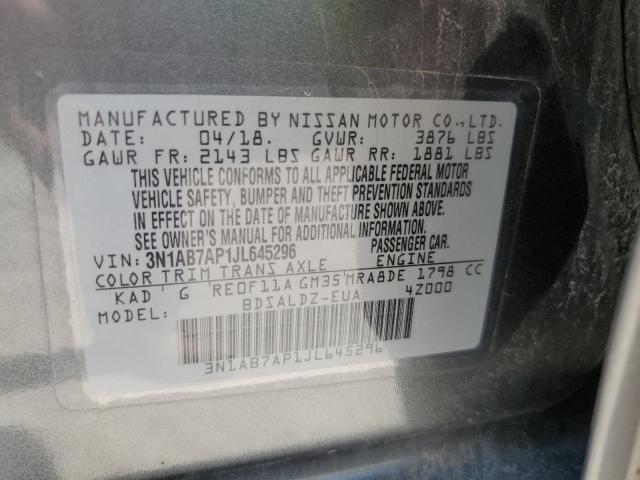 MANUFACTURED BY NISSAN MOTOR CO.,LTD.
DATE: 04/18. GVWR: 3876 LBS
GAWR FR: 2143 LBS GAWR RR: 1881 LBS
THIS VEHICLE CONFORMS TO ALL APPLICABLE FEDERAL MOTOR
VEHICLE SAFETY, BUMPER AND THEFT PREVENTION STANDARDS
IN EFFECT ON THE DATE OF MANUFACTURE SHOWN ABOVE.
SEE OWNER'S MANUAL FOR ADDITIONAL INFORMATION.
VIN: 3N1AB7AP1JL645296 PASSENGER CAR.
COLOR TRIM TRANS AXLE ENGINE
KAD G RE0F11A GM35 MRA8DE 1798 CC
MODEL: BDSALDZ-EUA 4Z000
3N1AB7AP1JL645296